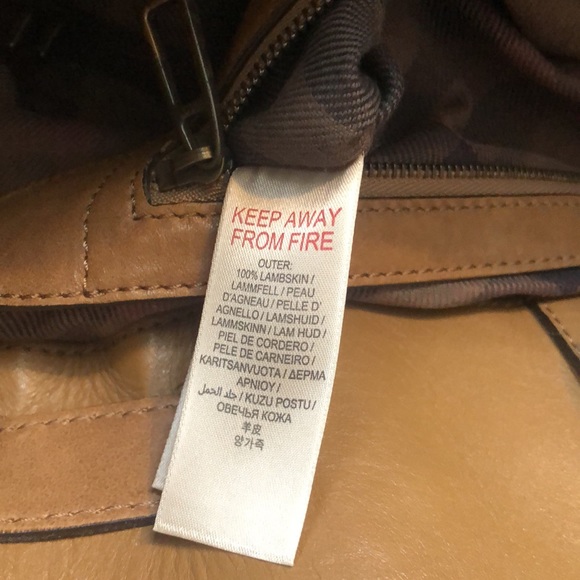 KEEP AWAY
FROM FIRE
OUTER:
100% LAMBSKIN /
LAMMFELL / PEAU
D'AGNEAU / PELLE D'
AGNELLO / LAMSHUID /
LAMMSKINN / LAM HUD /
PIEL DE CORDERO /
PELE DE CARNEIRO /
KARITSANVUOTA / ΔΕΡΜΑ
ΑΡΝΙΟΥ /
جلد الحمل / KUZU POSTU /
ОВЕЧЬЯ КОЖА
羊皮
양가죽